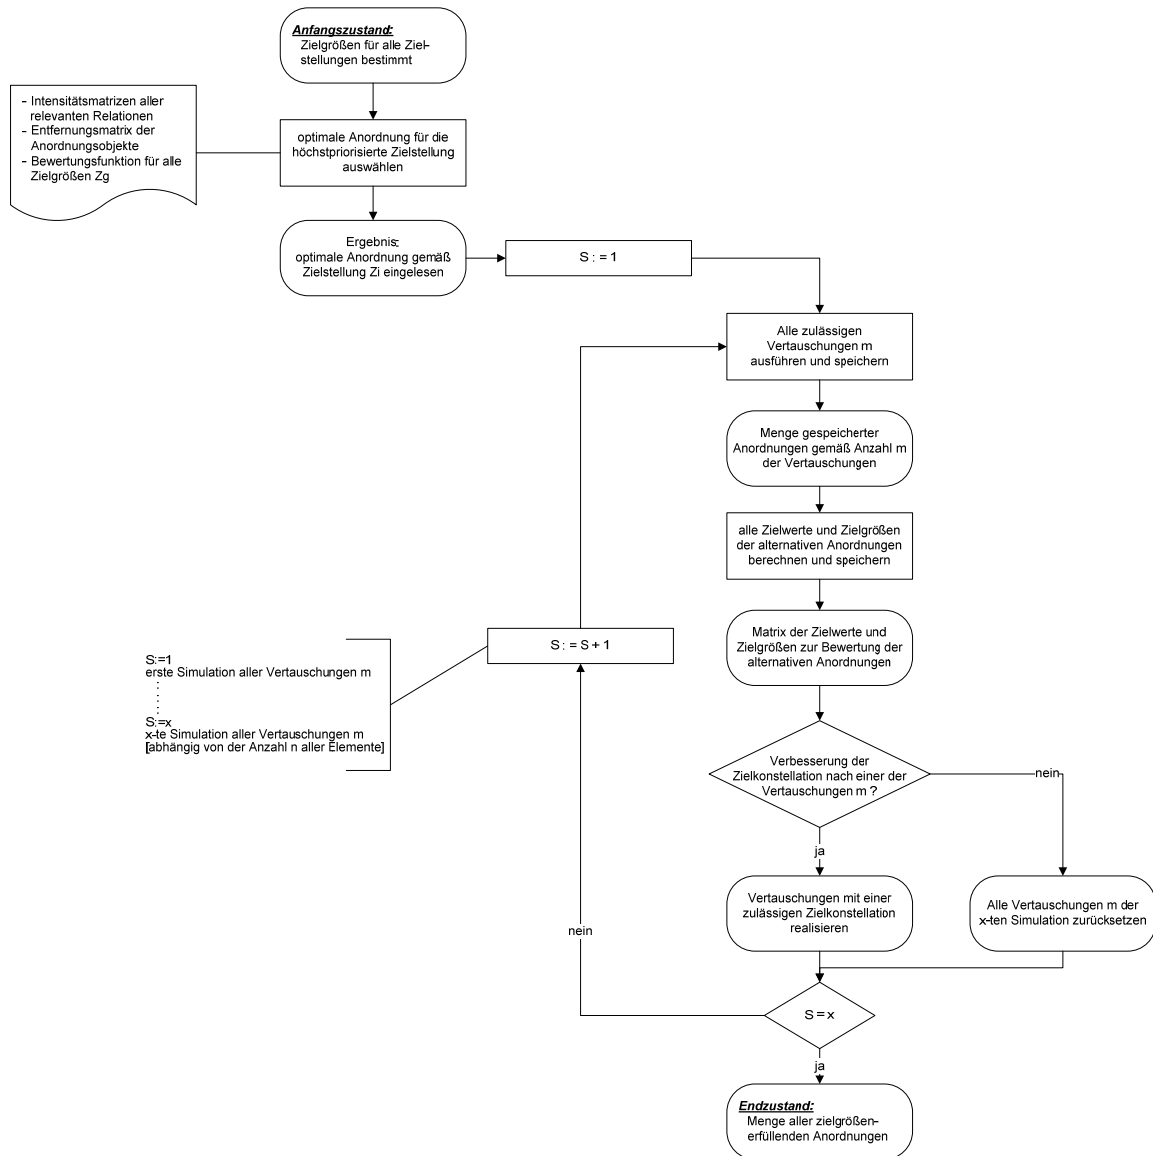 Anfangszustand:
Zielgrößen für alle Ziel-
stellungen bestimmt
- Intensitätsmatrizen aller
relevanten Relationen
- Entfernungsmatrix der
Anordnungsobjekte
- Bewertungsfunktion für alle
Zielgrößen Zg
optimale Anordnung für die
höchstpriorisierte Zielstellung
auswählen
Ergebnis:
optimale Anordnung gemäß
Zielstellung Zi eingelesen
S : = 1
Alle zulässigen
Vertauschungen m
ausführen und speichern
Menge gespeicherter
Anordnungen gemäß Anzahl m
der Vertauschungen
alle Zielwerte und Zielgrößen
der alternativen Anordnungen
berechnen und speichern
Matrix der Zielwerte und
Zielgrößen zur Bewertung der
alternativen Anordnungen
S : = S + 1
S:=1
erste Simulation aller Vertauschungen m
S:=x
x-te Simulation aller Vertauschungen m
[abhängig von der Anzahl n aller Elemente]
Verbesserung der
Zielkonstellation nach einer der
Vertauschungen m ?
nein
ja
Vertauschungen mit einer
zulässigen Zielkonstellation
realisieren
Alle Vertauschungen m der
x-ten Simulation zurücksetzen
nein
S = x
ja
Endzustand:
Menge aller zielgrößen-
erfüllenden Anordnungen